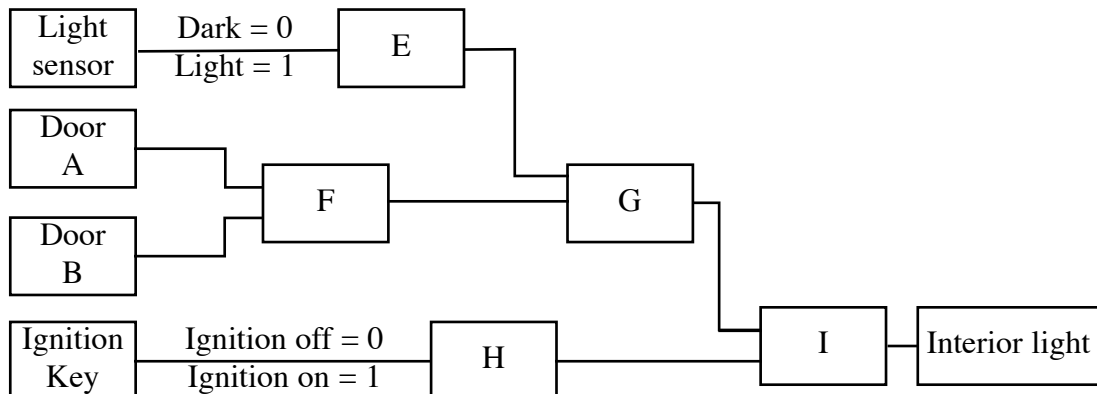 Light
sensor
Dark = 0
Light = 1
E
Door
A
F
G
Door
B
Ignition
Key
Ignition off = 0
Ignition on = 1
H
I
Interior light